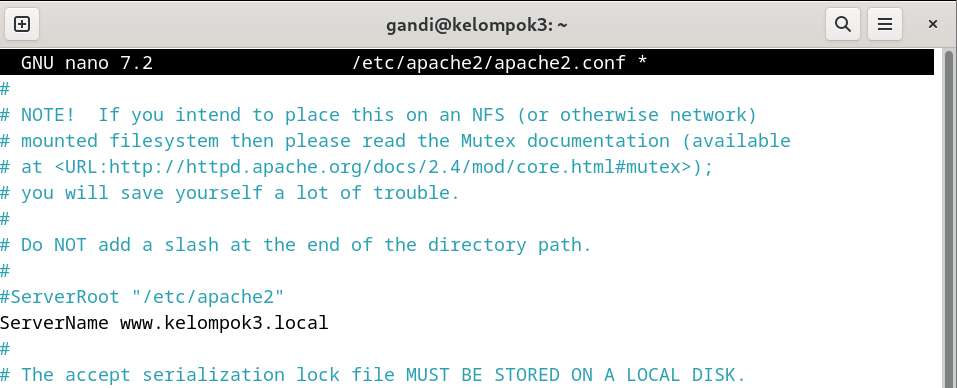 gandi@kelompok3: ~
GNU nano 7.2 /etc/apache2/apache2.conf *
#
# NOTE!  If you intend to place this on an NFS (or otherwise network)
# mounted filesystem then please read the Mutex documentation (available
# at <URL:http://httpd.apache.org/docs/2.4/mod/core.html#mutex>);
# you will save yourself a lot of trouble.
#
# Do NOT add a slash at the end of the directory path.
#
#ServerRoot "/etc/apache2"
ServerName www.kelompok3.local
#
# The accept serialization lock file MUST BE STORED ON A LOCAL DISK.